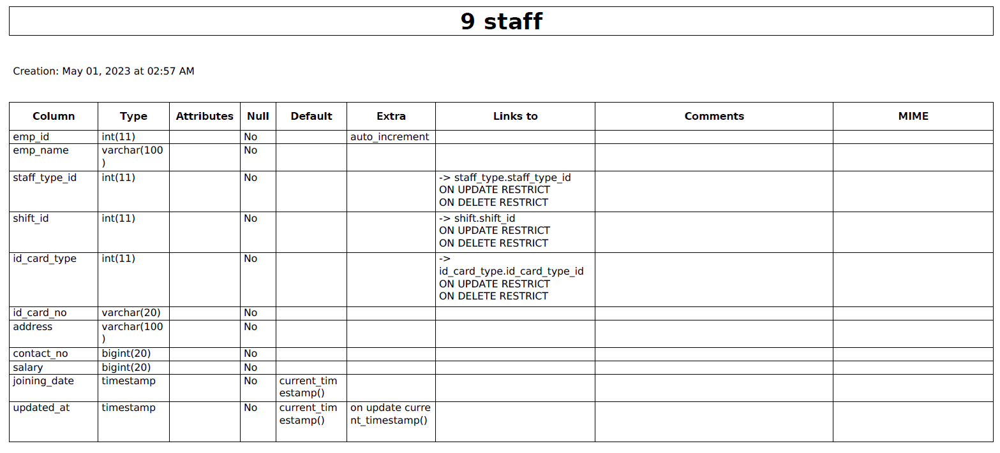 9 staff
Creation: May 01, 2023 at 02:57 AM
Column Type Attributes Null Default Extra Links to Comments MIME
emp_id int(11) No auto_increment
emp_name varchar(100 No
)
staff_type_id int(11) No -> staff_type.staff_type_id
ON UPDATE RESTRICT
ON DELETE RESTRICT
shift_id int(11) No -> shift.shift_id
ON UPDATE RESTRICT
ON DELETE RESTRICT
id_card_type int(11) No ->
id_card_type.id_card_type_id
ON UPDATE RESTRICT
ON DELETE RESTRICT
id_card_no varchar(20) No
address varchar(100 No
)
contact_no bigint(20) No
salary bigint(20) No
joining_date timestamp No current_tim
estamp()
updated_at timestamp No current_tim on update curre
estamp() nt_timestamp()